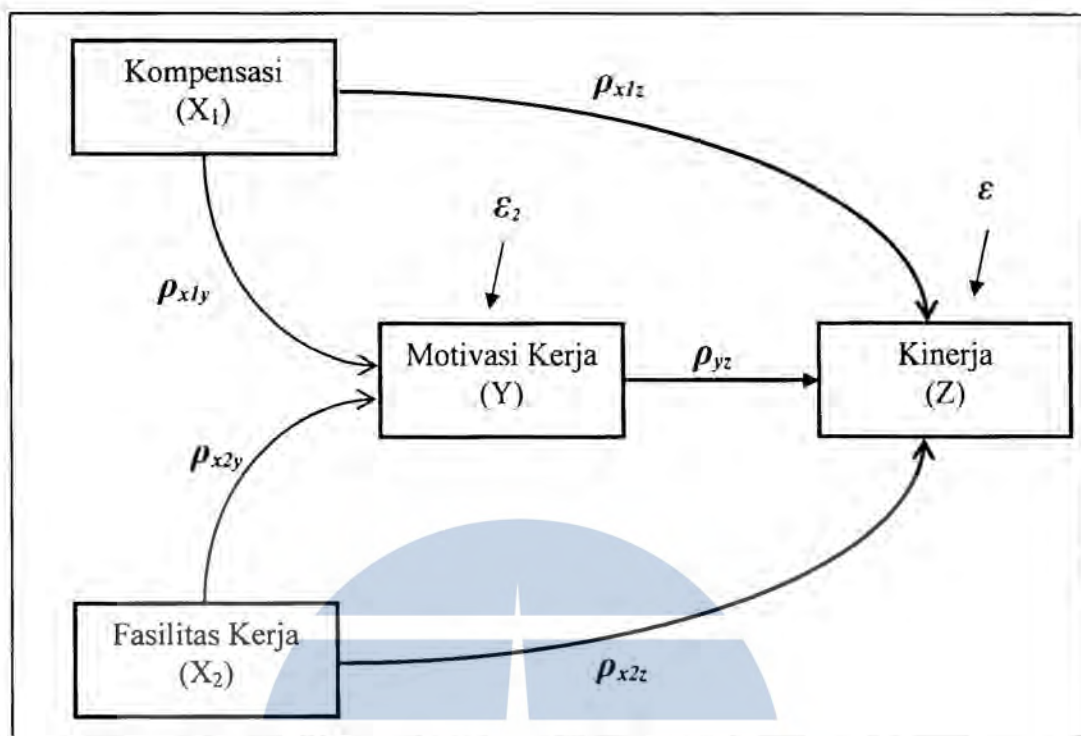 Kompensasi
(X₁)
ρx1z
ε
ε₂
ρx1y
Motivasi Kerja
(Y)
ρyz
Kinerja
(Z)
ρx2y
Fasilitas Kerja
(X₂)
ρx2z